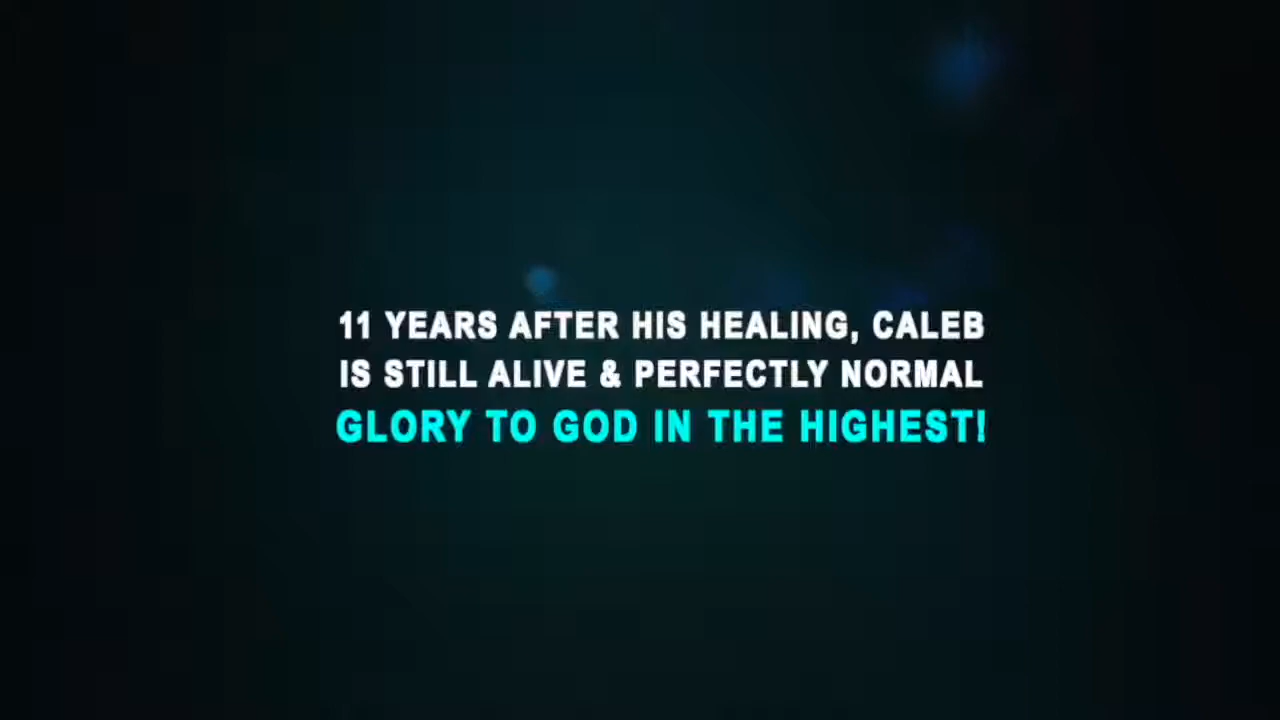 11 YEARS AFTER HIS HEALING, CALEB
IS STILL ALIVE & PERFECTLY NORMAL
GLORY TO GOD IN THE HIGHEST!